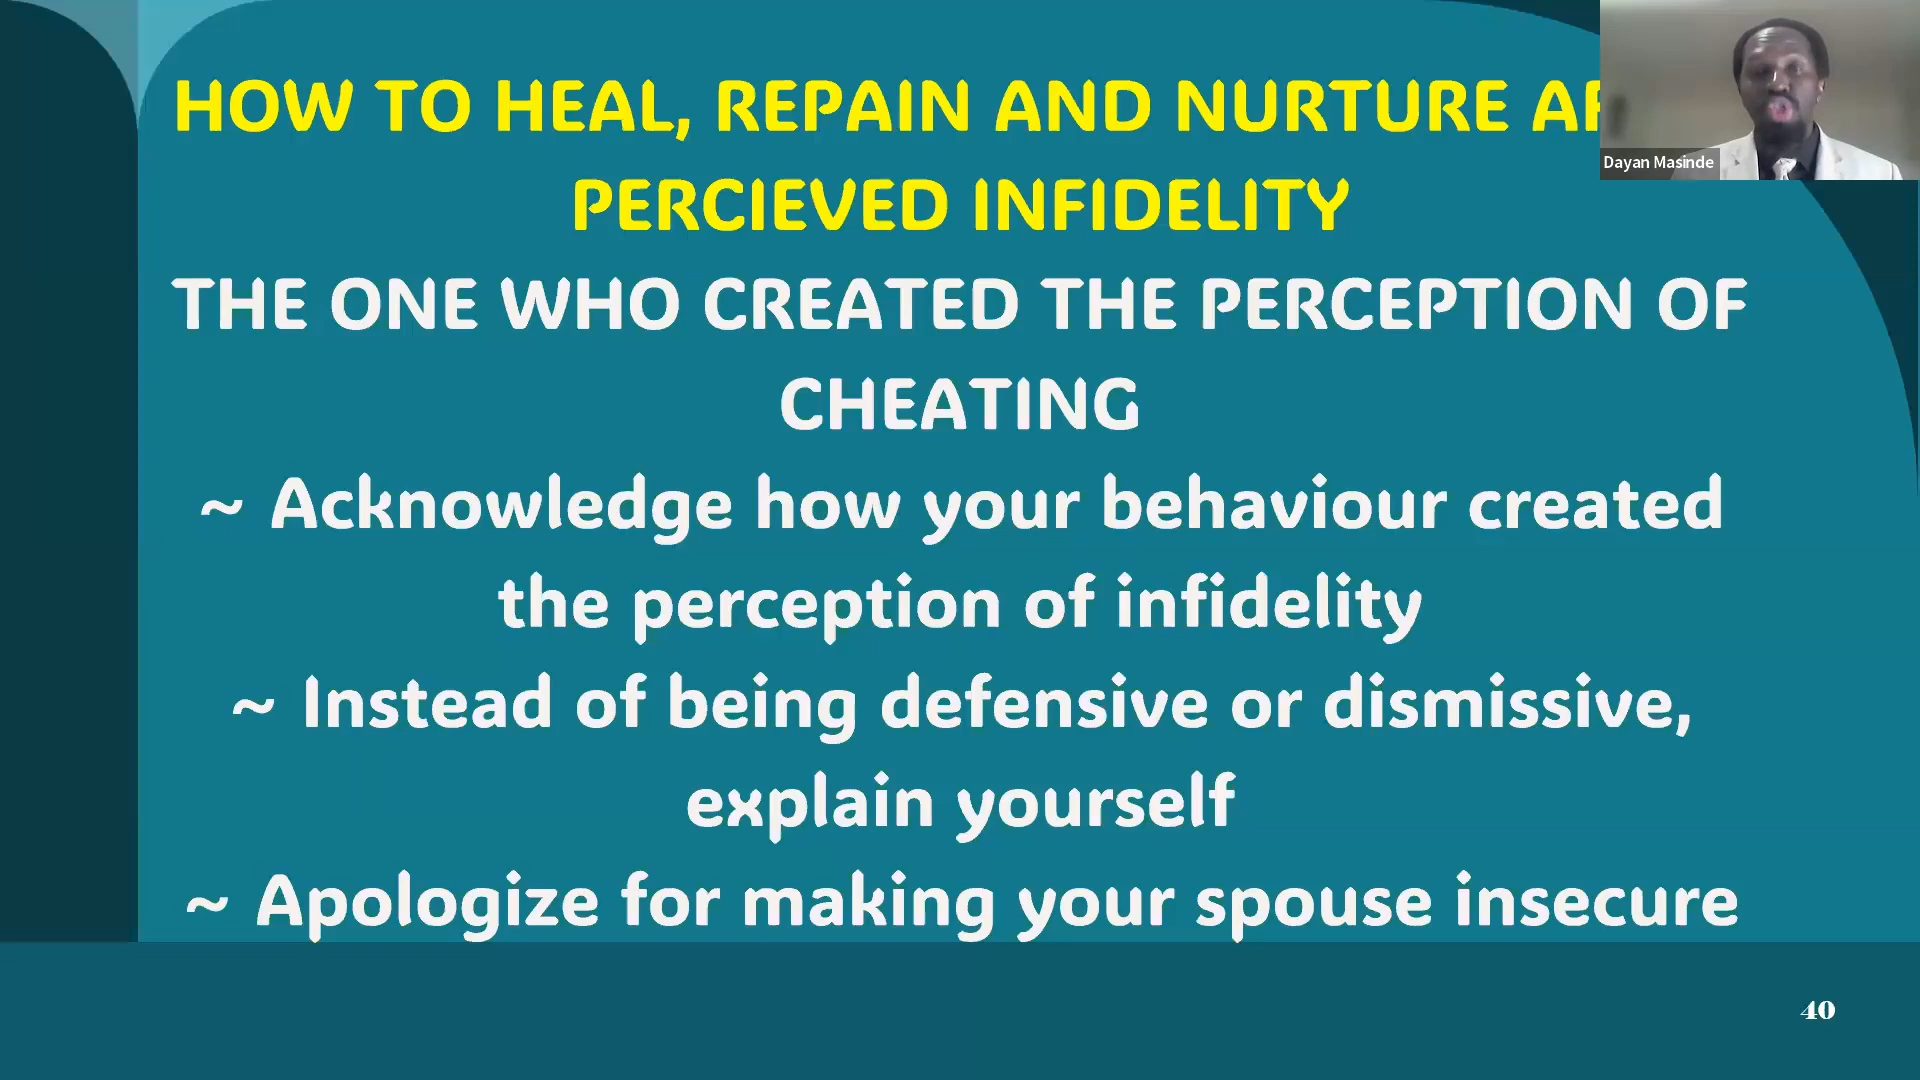 HOW TO HEAL, REPAIN AND NURTURE
PERCIEVED INFIDELITY
THE ONE WHO CREATED THE PERCEPTION OF
CHEATING
~ Acknowledge how your behaviour created
the perception of infidelity
~ Instead of being defensive or dismissive,
explain yourself
~ Apologize for making your spouse insecure
Dayan Masinde
40